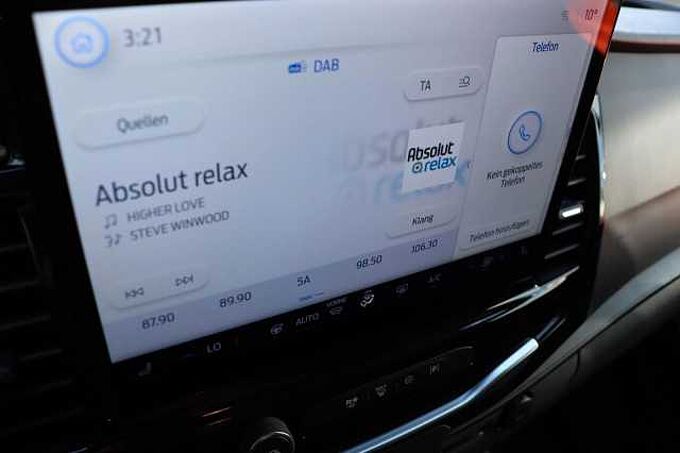 3:21
10°
DAB
TA
Telefon
Quellen
Absolut
relax
Absolut relax
HIGHER LOVE
STEVE WINWOOD
Kein gekoppeltes
Telefon
Klang
Telefon hinzufügen
87.90
89.90
5A
98.50
106.30
LO
AUTO
A/C